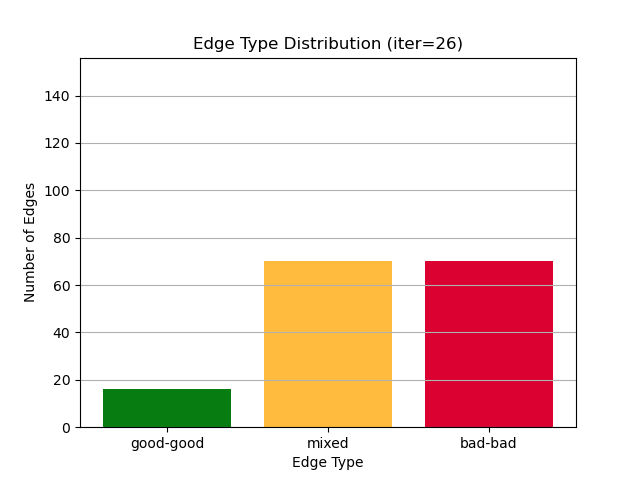 Edge Type Distribution (iter=26)
Number of Edges
140
120
100
80
60
40
20
0
good-good
mixed
bad-bad
Edge Type